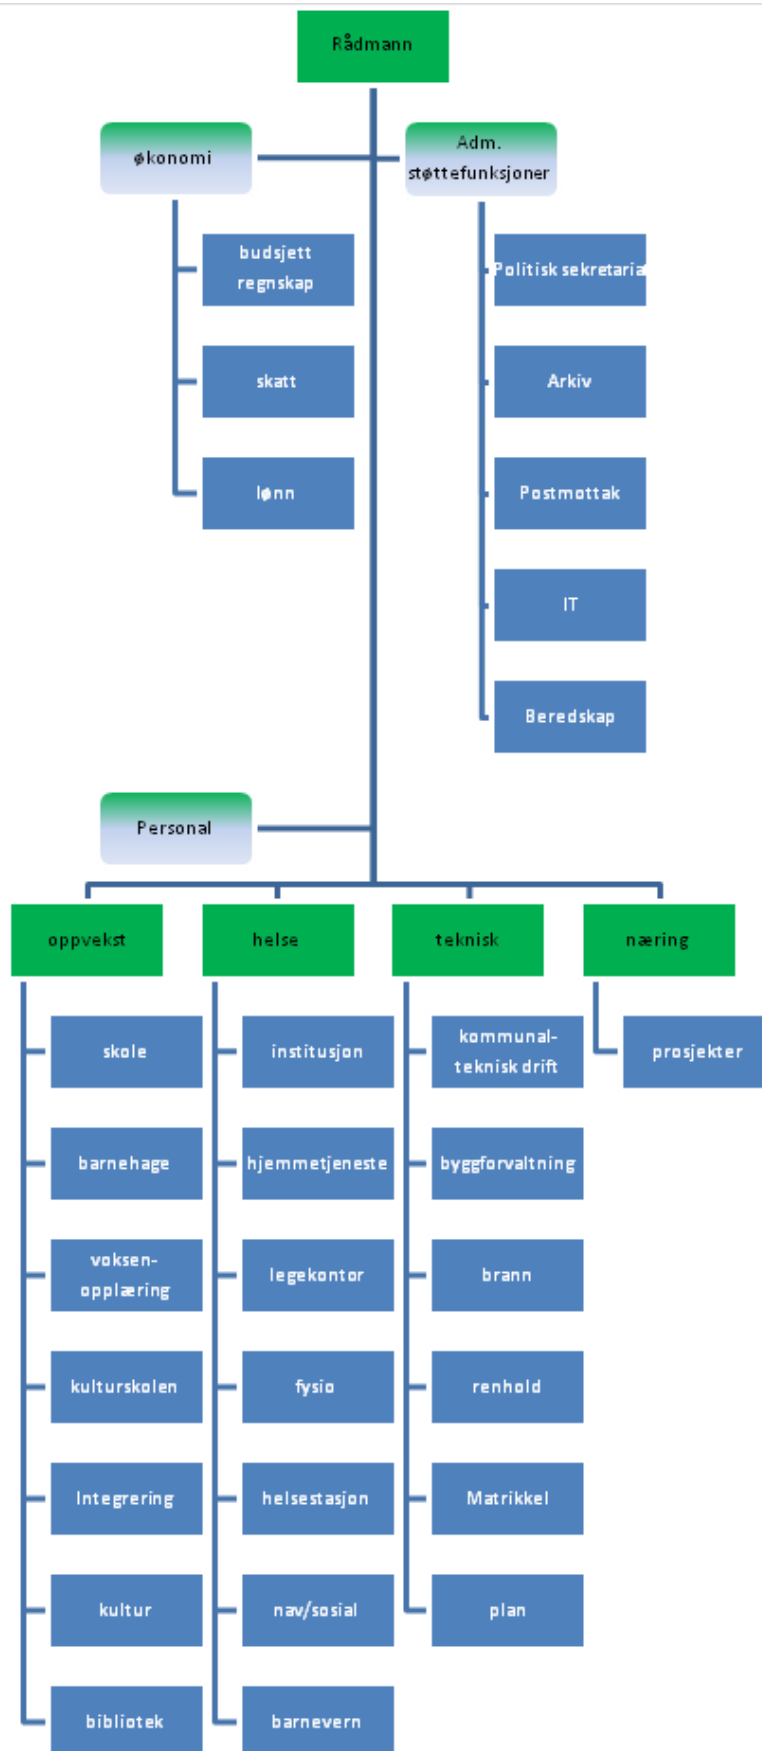 Rådmann
økonomi
Adm.
støttefunksjoner
budsjett
regnskap
skatt
lønn
Politisk sekretariat
Arkiv
Postmottak
IT
Beredskap
Personal
oppvekst
skole
barnehage
voksen-
opplæring
kulturskolen
Integrering
kultur
bibliotek
helse
institusjon
hjemmetjeneste
legekontor
fysio
helsestasjon
nav/sosial
barnevern
teknisk
kommunal-
teknisk drift
byggforvaltning
brann
renhold
Matrikkel
plan
næring
prosjekter